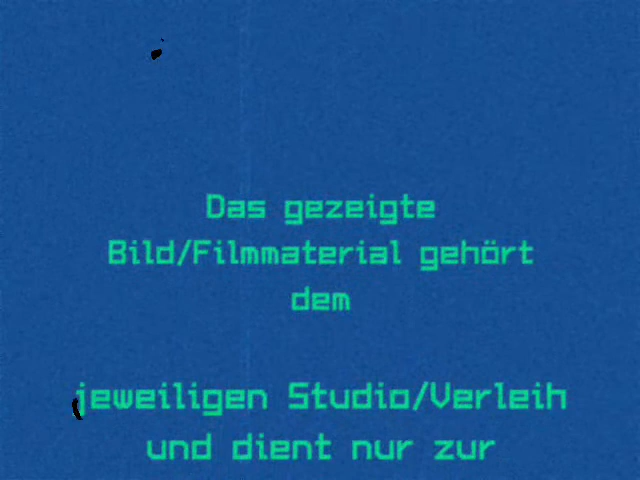 Das gezeigte
Bild/Filmmaterial gehört
dem
jeweiligen Studio/Verleih
und dient nur zur